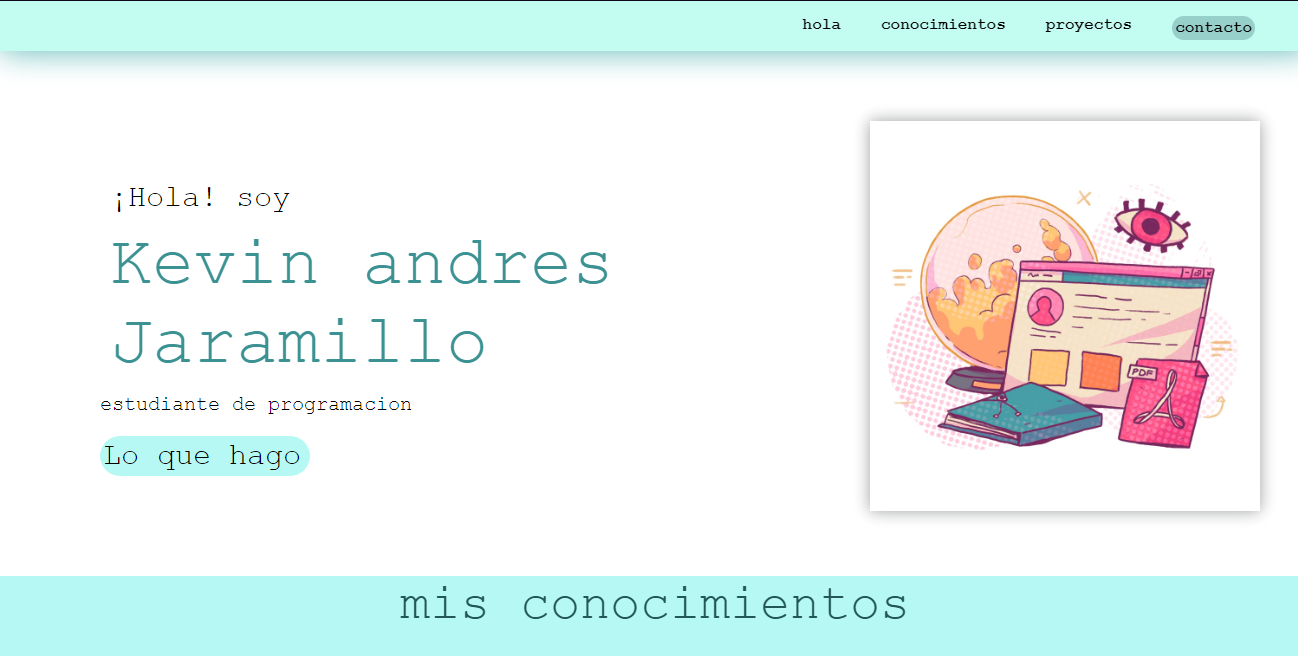 hola conocimientos proyectos contacto
¡Hola! soy
Kevin andres
Jaramillo
estudiante de programacion
Lo que hago
PDF
mis conocimientos